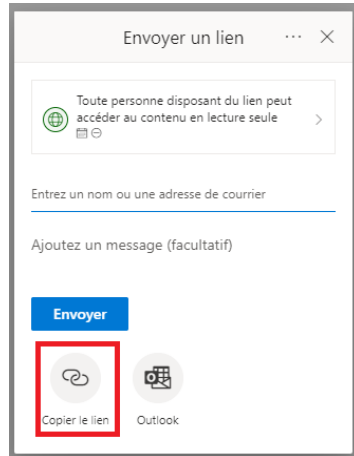 Envoyer un lien
Toute personne disposant du lien peut
accéder au contenu en lecture seule
Entrez un nom ou une adresse de courrier
Ajoutez un message (facultatif)
Envoyer
Copier le lien
Outlook